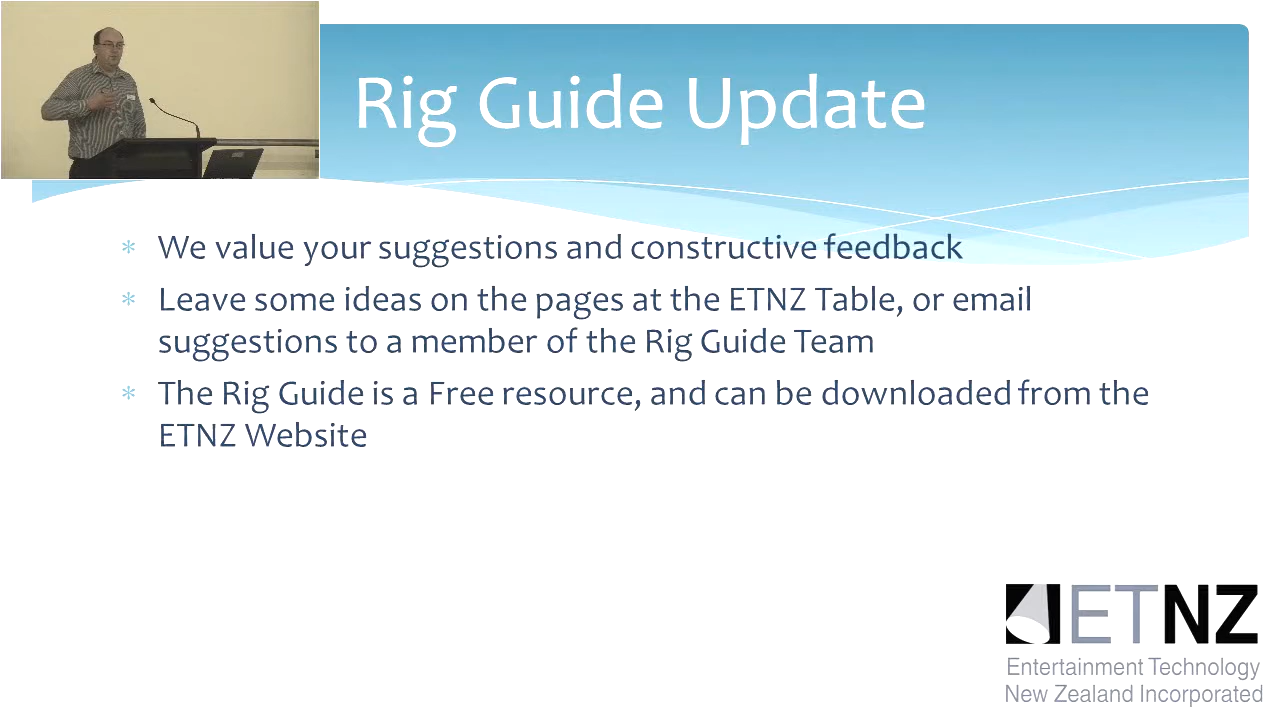 Rig Guide Update
* We value your suggestions and constructive feedback
* Leave some ideas on the pages at the ETNZ Table, or email
suggestions to a member of the Rig Guide Team
* The Rig Guide is a Free resource, and can be downloaded from the
ETNZ Website
ETNZ
Entertainment Technology
New Zealand Incorporated